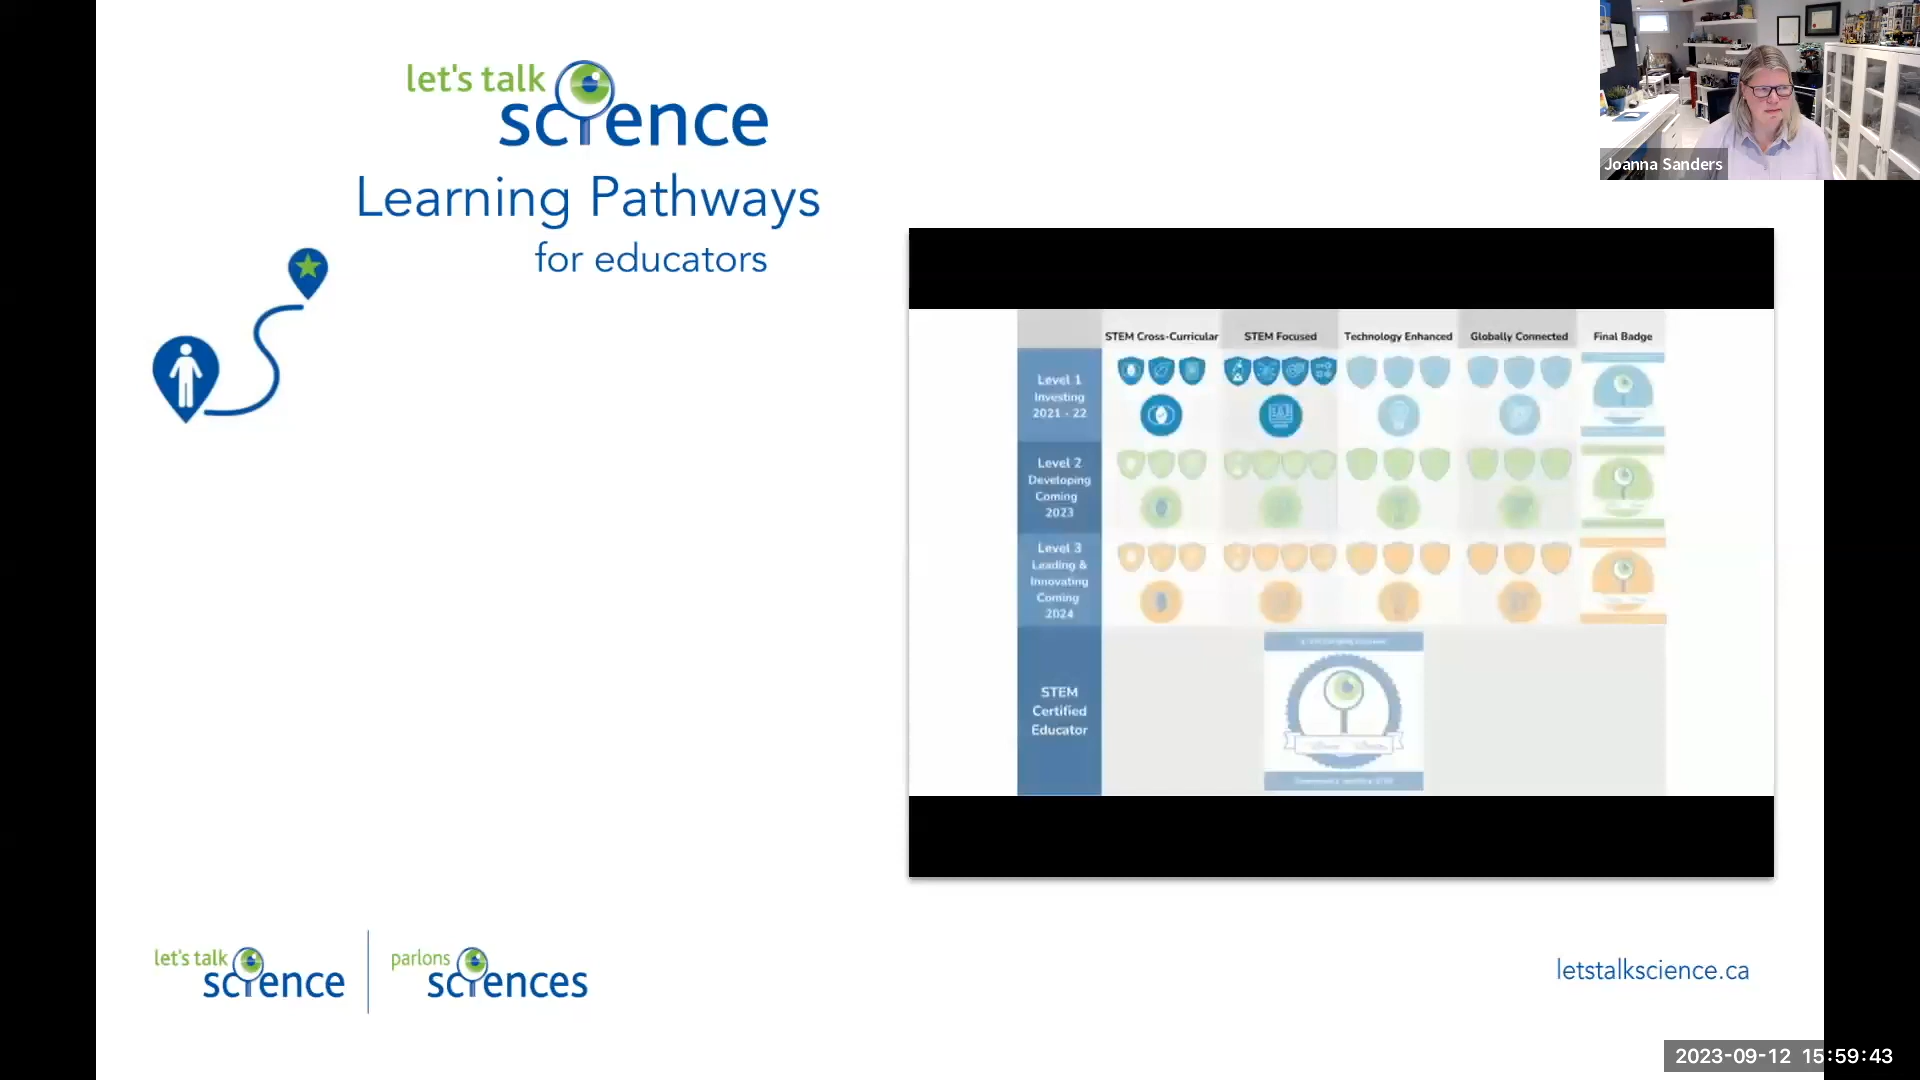 let's talk
science
Learning Pathways
for educators
Joanna Sanders
STEM Cross-Curricular
STEM Focused
Technology Enhanced
Globally Connected
Final Badge
Level 1
Investing
2021 - 22
Level 2
Developing
Coming
2023
Level 3
Leading &
Innovating
Coming
2024
STEM
Certified
Educator
let's talk
science
parlons
sciences
letstalkscience.ca
2023-09-12 15:59:43